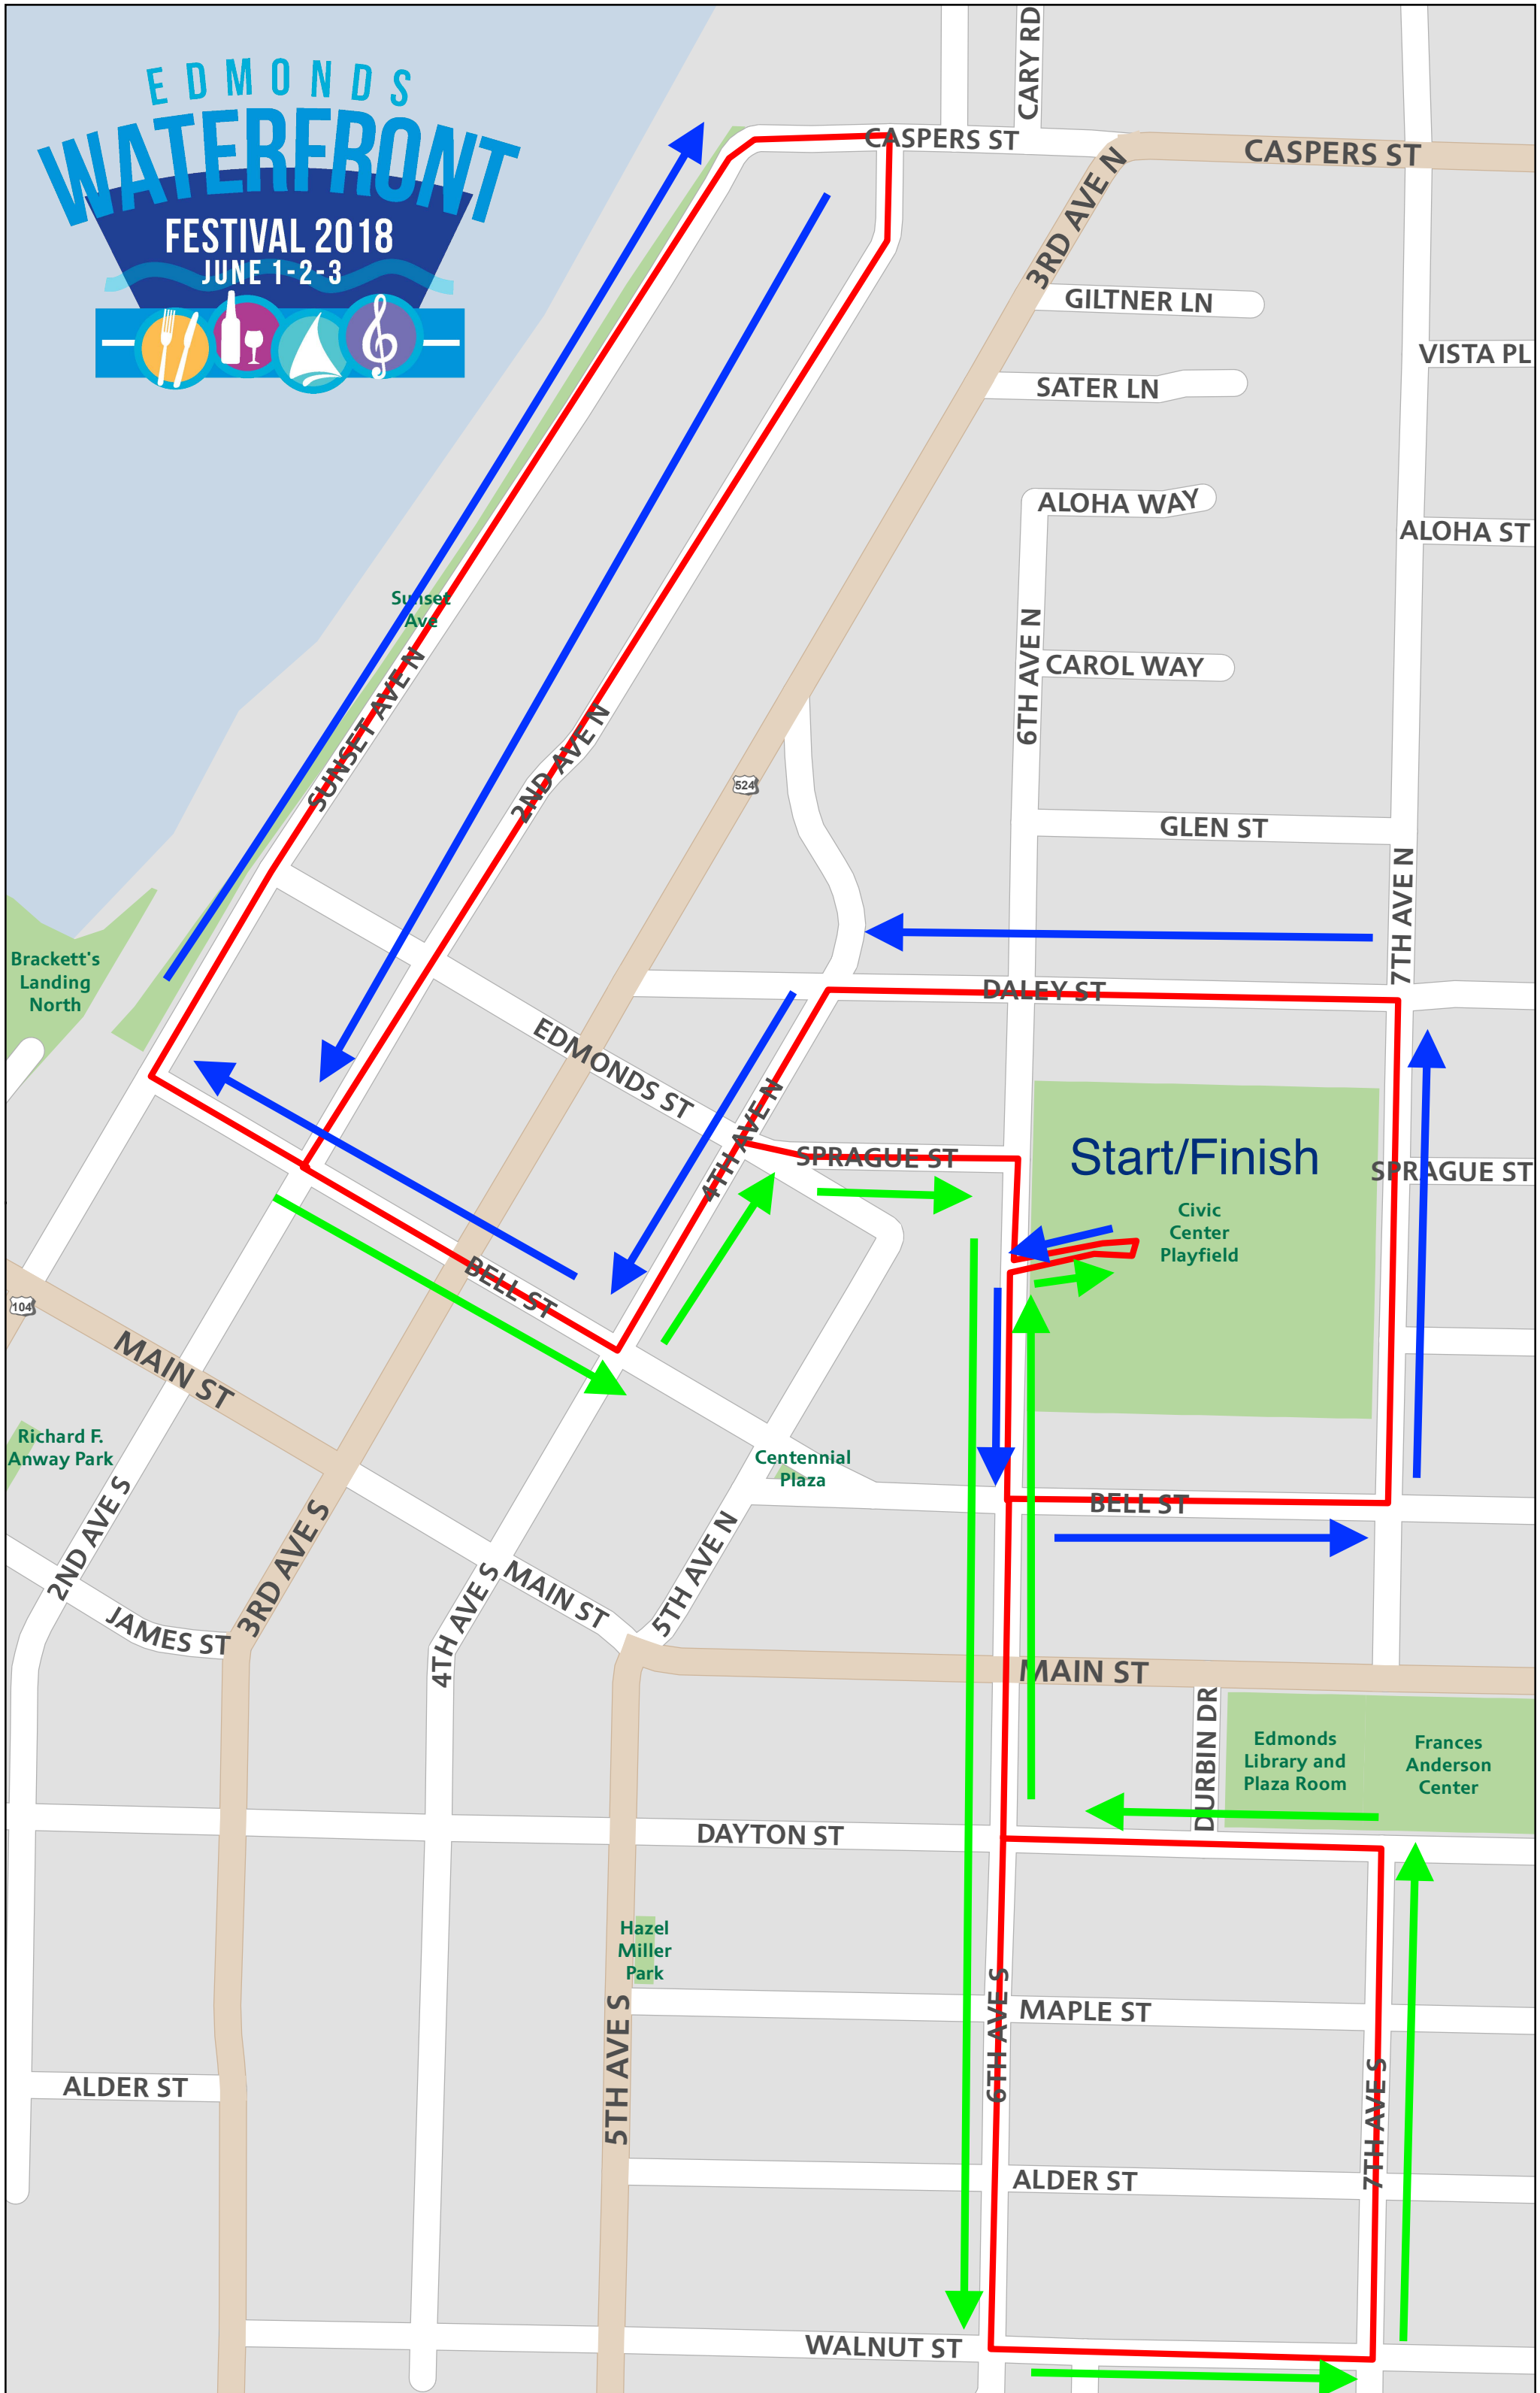 EDMONDS
WATERFRONT
FESTIVAL 2018
JUNE 1-2-3
CARY RD
CASPERS ST
CASPERS ST
3RD AVE N
GILTNER LN
VISTA PL
SATER LN
ALOHA WAY
ALOHA ST
Sunset
Ave
SUNSET AVE N
6TH AVE N
CAROL WAY
2ND AVE N
524
GLEN ST
7TH AVE N
Brackett's
Landing
North
DALEY ST
EDMONDS ST
4TH AVE N
SPRAGUE ST
Start/Finish
SPRAGUE ST
Civic
Center
Playfield
BELL ST
104
MAIN ST
Richard F.
Anway Park
Centennial
Plaza
BELL ST
2ND AVE S
3RD AVE S
5TH AVE N
MAIN ST
JAMES ST
4TH AVE S
MAIN ST
DURBIN DR
Edmonds
Library and
Plaza Room
Frances
Anderson
Center
DAYTON ST
Hazel
Miller
Park
6TH AVE S
MAPLE ST
5TH AVE S
ALDER ST
7TH AVE S
ALDER ST
WALNUT ST